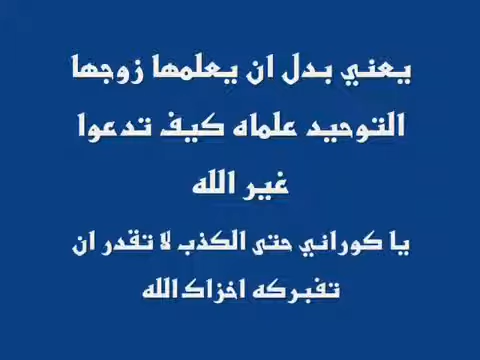 يعني بدل ان يعلمها زوجها
التوحيد علماه كيف تدعوا
غير الله
يا كوراني حتى الكذب لا تقدر ان
تفبركه اخزاك الله